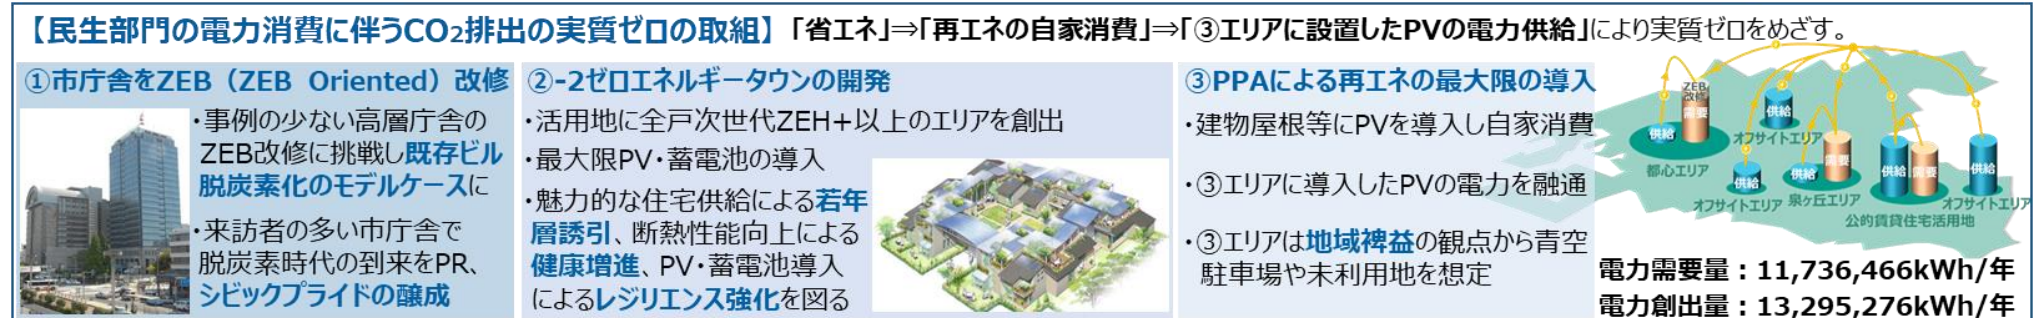 【民生部門の電力消費に伴うCO2排出の実質ゼロの取組】「省エネ」⇒「再エネの自家消費」⇒「③エリアに設置したPVの電力供給」により実質ゼロをめざす。
①市庁舎をZEB（ZEB Oriented）改修
・事例の少ない高層庁舎の
ZEB改修に挑戦し既存ビル
脱炭素化のモデルケースに
・来訪者の多い市庁舎で
脱炭素時代の到来をPR、
シビックプライドの醸成
②-2ゼロエネルギータウンの開発
・活用地に全戸次世代ZEH+以上のエリアを創出
・最大限PV・蓄電池の導入
・魅力的な住宅供給による若年
層誘引、断熱性能向上による
健康増進、PV・蓄電池導入
によるレジリエンス強化を図る
③PPAによる再エネの最大限の導入
・建物屋根等にPVを導入し自家消費
・③エリアに導入したPVの電力を融通
・③エリアは地域裨益の観点から青空
駐車場や未利用地を想定
ZEB
改修
需要
供給
都心エリア
供給
オフサイトエリア
供給
オフサイトエリア
需要
供給
泉ヶ丘エリア
供給
需要
公的賃貸住宅活用地
供給
オフサイトエリア
電力需要量：11,736,466kWh/年
電力創出量：13,295,276kWh/年